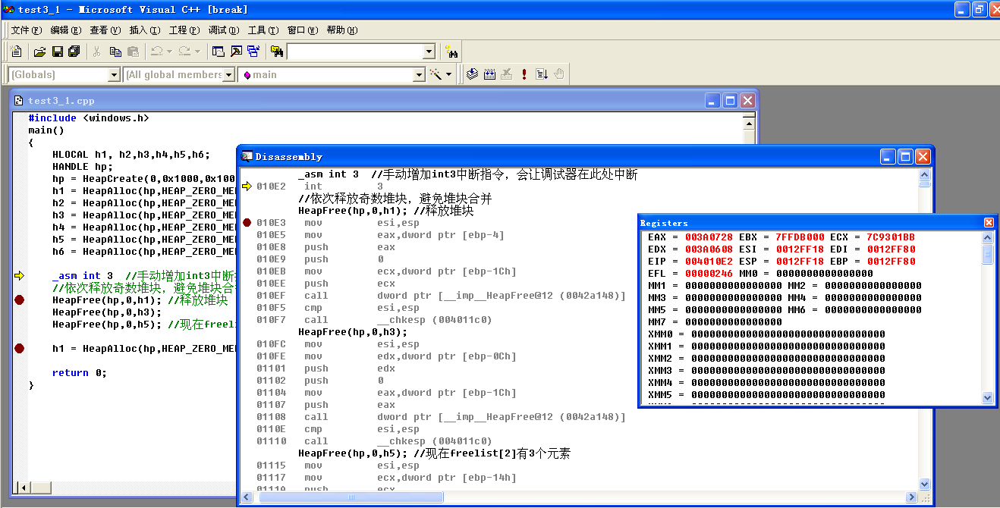 test3_1 - Microsoft Visual C++ [break]
文件(F) 编辑(E) 查看(V) 插入(I) 工程(P) 调试(D) 工具(T) 窗口(W) 帮助(H)
(Globals) (All global members main
test3_1.cpp
#include <windows.h>
main()
{
HLOCAL h1, h2,h3,h4,h5,h6;
HANDLE hp;
hp = HeapCreate(0,0x1000,0x100
h1 = HeapAlloc(hp,HEAP_ZERO_MEM
h2 = HeapAlloc(hp,HEAP_ZERO_MEM
h3 = HeapAlloc(hp,HEAP_ZERO_MEM
h4 = HeapAlloc(hp,HEAP_ZERO_MEM
h5 = HeapAlloc(hp,HEAP_ZERO_MEM
h6 = HeapAlloc(hp,HEAP_ZERO_MEM
_asm int 3 //手动增加int3中断
//依次释放奇数堆块，避免堆块合
HeapFree(hp,0,h1); //释放堆块
HeapFree(hp,0,h3);
HeapFree(hp,0,h5); //现在freeli
h1 = HeapAlloc(hp,HEAP_ZERO_MEM
return 0;
}
Disassembly
_asm int 3 //手动增加int3中断指令，会让调试器在此处中断
010E2 int 3
//依次释放奇数堆块，避免堆块合并
HeapFree(hp,0,h1); //释放堆块
010E3 mov esi,esp
010E5 mov eax,dword ptr [ebp-4]
010E8 push eax
010E9 push 0
010EB mov ecx,dword ptr [ebp-1Ch]
010EE push ecx
010EF call dword ptr [__imp__HeapFree@12 (0042a148)]
010F5 cmp esi,esp
010F7 call __chkesp (004011c0)
HeapFree(hp,0,h3);
010FC mov esi,esp
010FE mov edx,dword ptr [ebp-0Ch]
01101 push edx
01102 push 0
01104 mov eax,dword ptr [ebp-1Ch]
01107 push eax
01108 call dword ptr [__imp__HeapFree@12 (0042a148)]
0110E cmp esi,esp
01110 call __chkesp (004011c0)
HeapFree(hp,0,h5); //现在freelist[2]有3个元素
01115 mov esi,esp
01117 mov ecx,dword ptr [ebp-14h]
0111A push ecx
Registers
EAX = 003A0728 EBX = 7FFDB000 ECX = 7C9301BB
EDX = 003A0608 ESI = 0012FF18 EDI = 0012FF80
EIP = 004010E2 ESP = 0012FF18 EBP = 0012FF80
EFL = 00000246 MM0 = 0000000000000000
MM1 = 0000000000000000 MM2 = 0000000000000000
MM3 = 0000000000000000 MM4 = 0000000000000000
MM5 = 0000000000000000 MM6 = 0000000000000000
MM7 = 0000000000000000
XMM0 = 00000000000000000000000000000000
XMM1 = 00000000000000000000000000000000
XMM2 = 00000000000000000000000000000000
XMM3 = 00000000000000000000000000000000
XMM4 = 00000000000000000000000000000000
XMM5 = 00000000000000000000000000000000